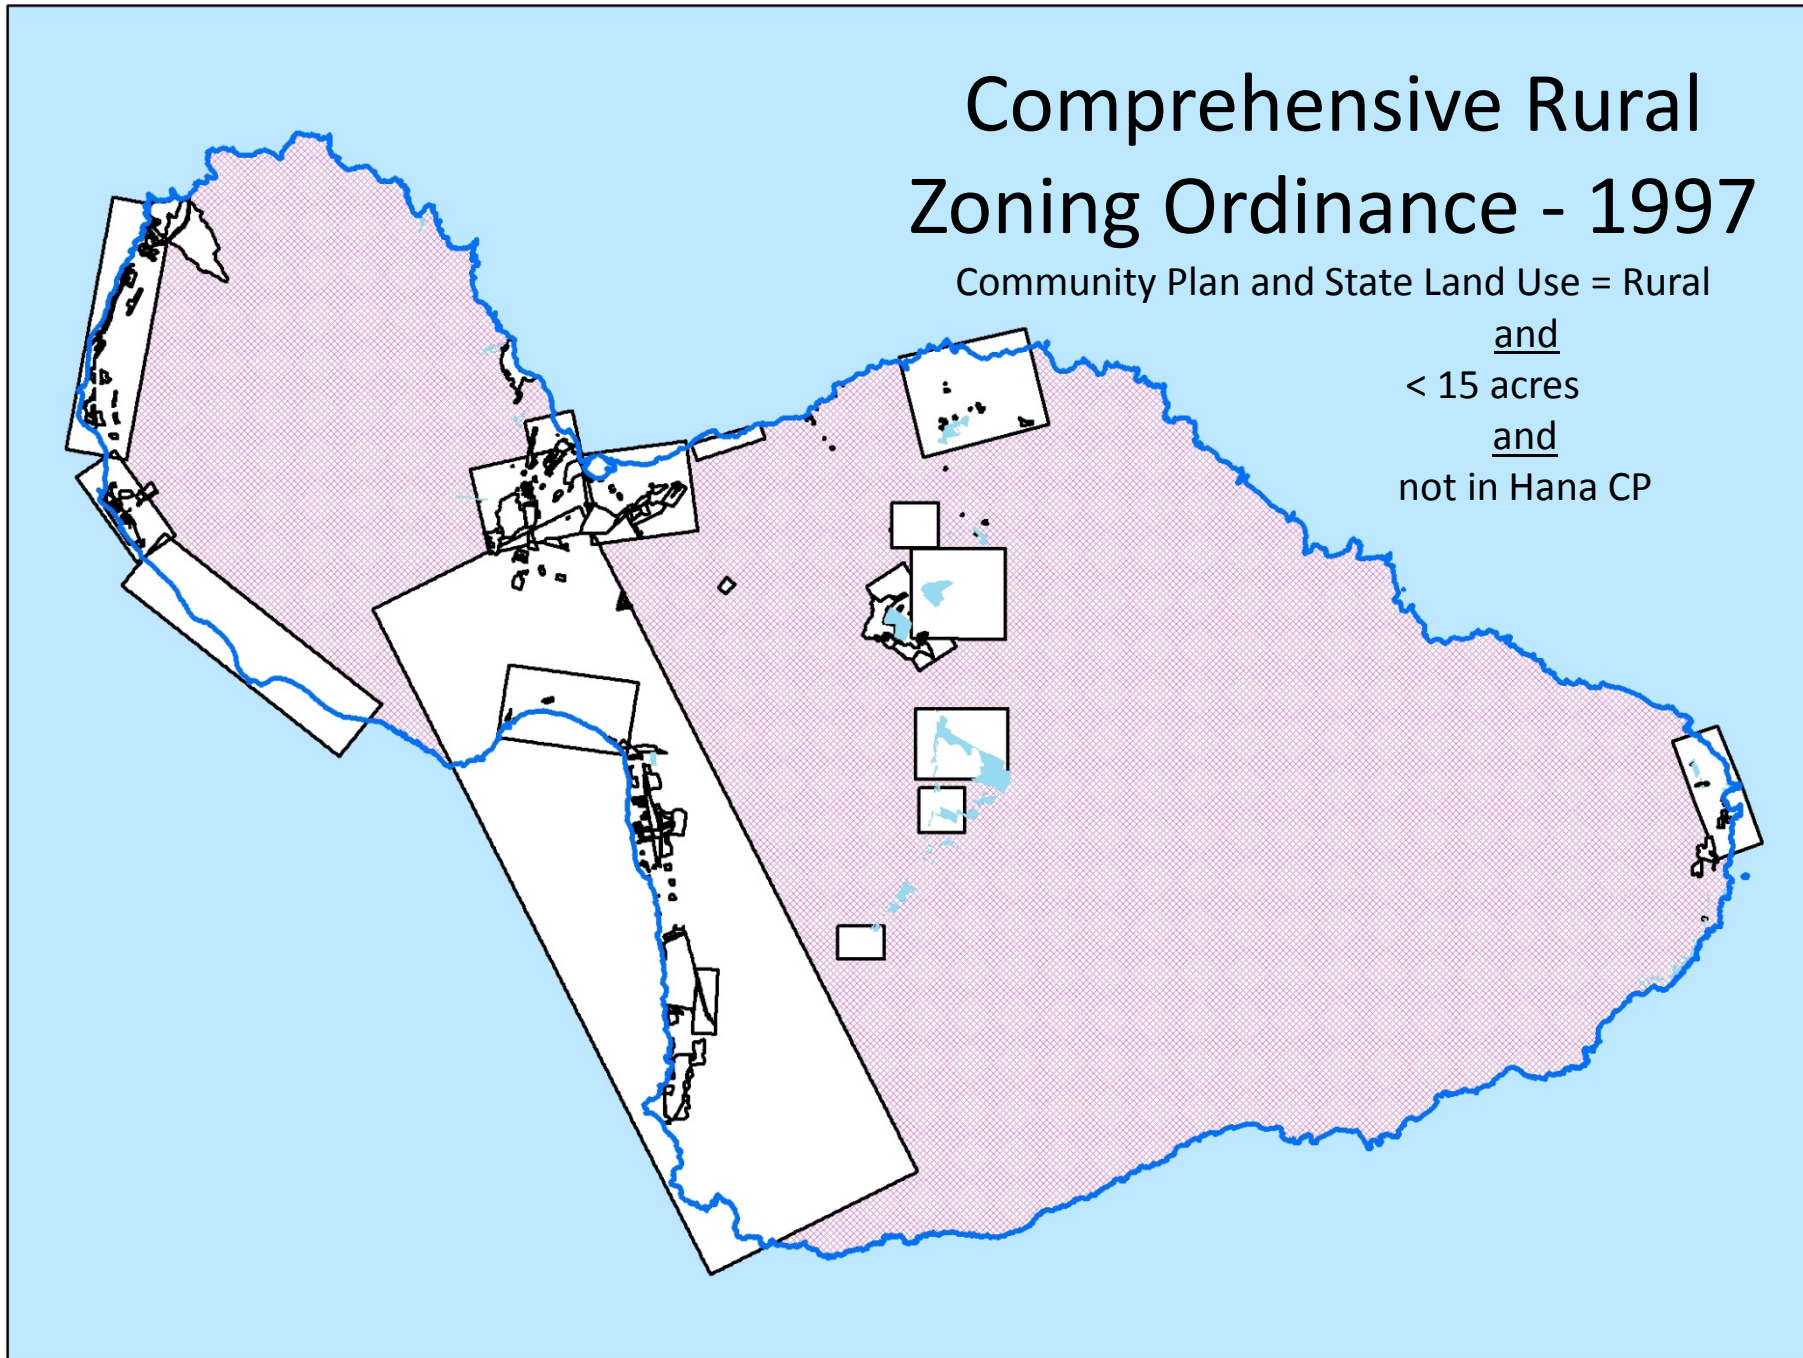 Comprehensive Rural
Zoning Ordinance - 1997
Community Plan and State Land Use = Rural
and
< 15 acres
and
not in Hana CP